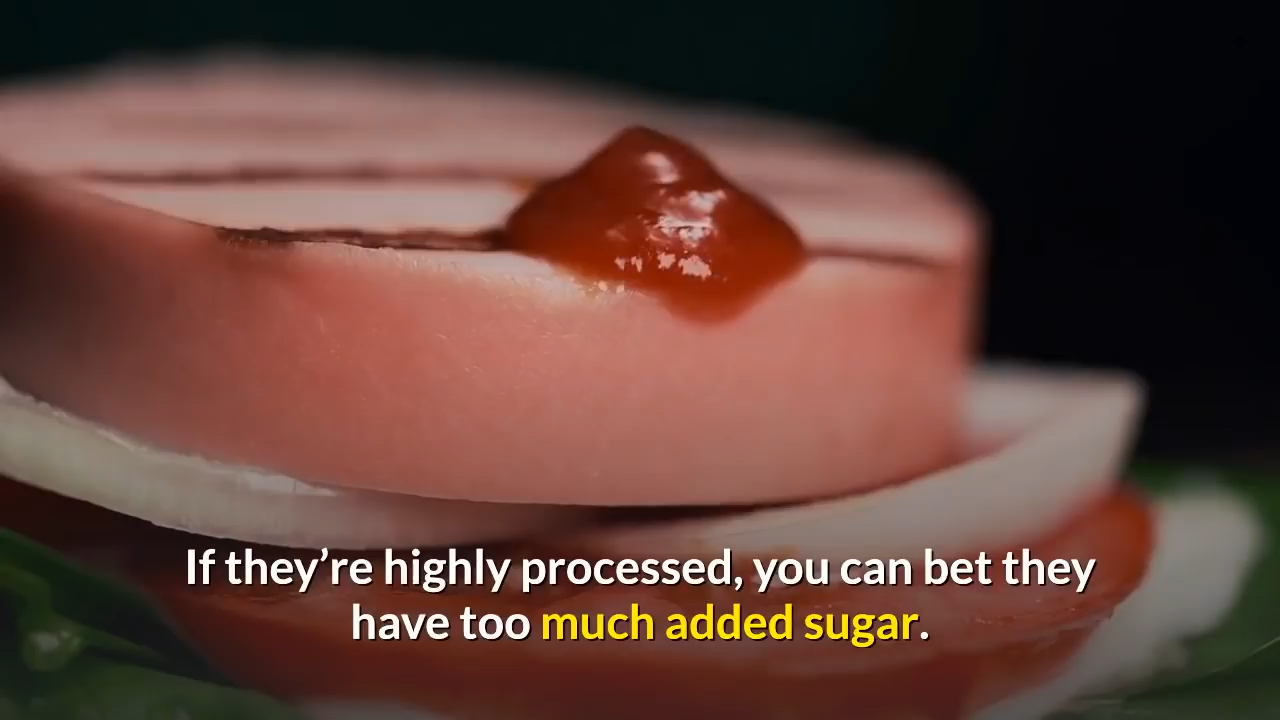 If they’re highly processed, you can bet they
have too much added sugar.